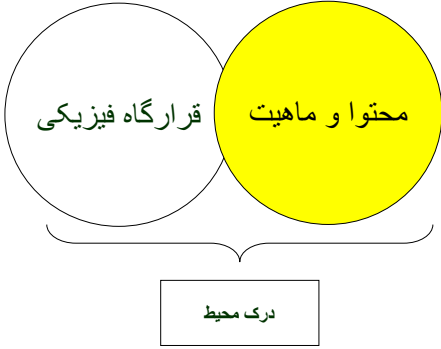 محتوا و ماهیت
قرارگاه فیزیکی
درک محیط